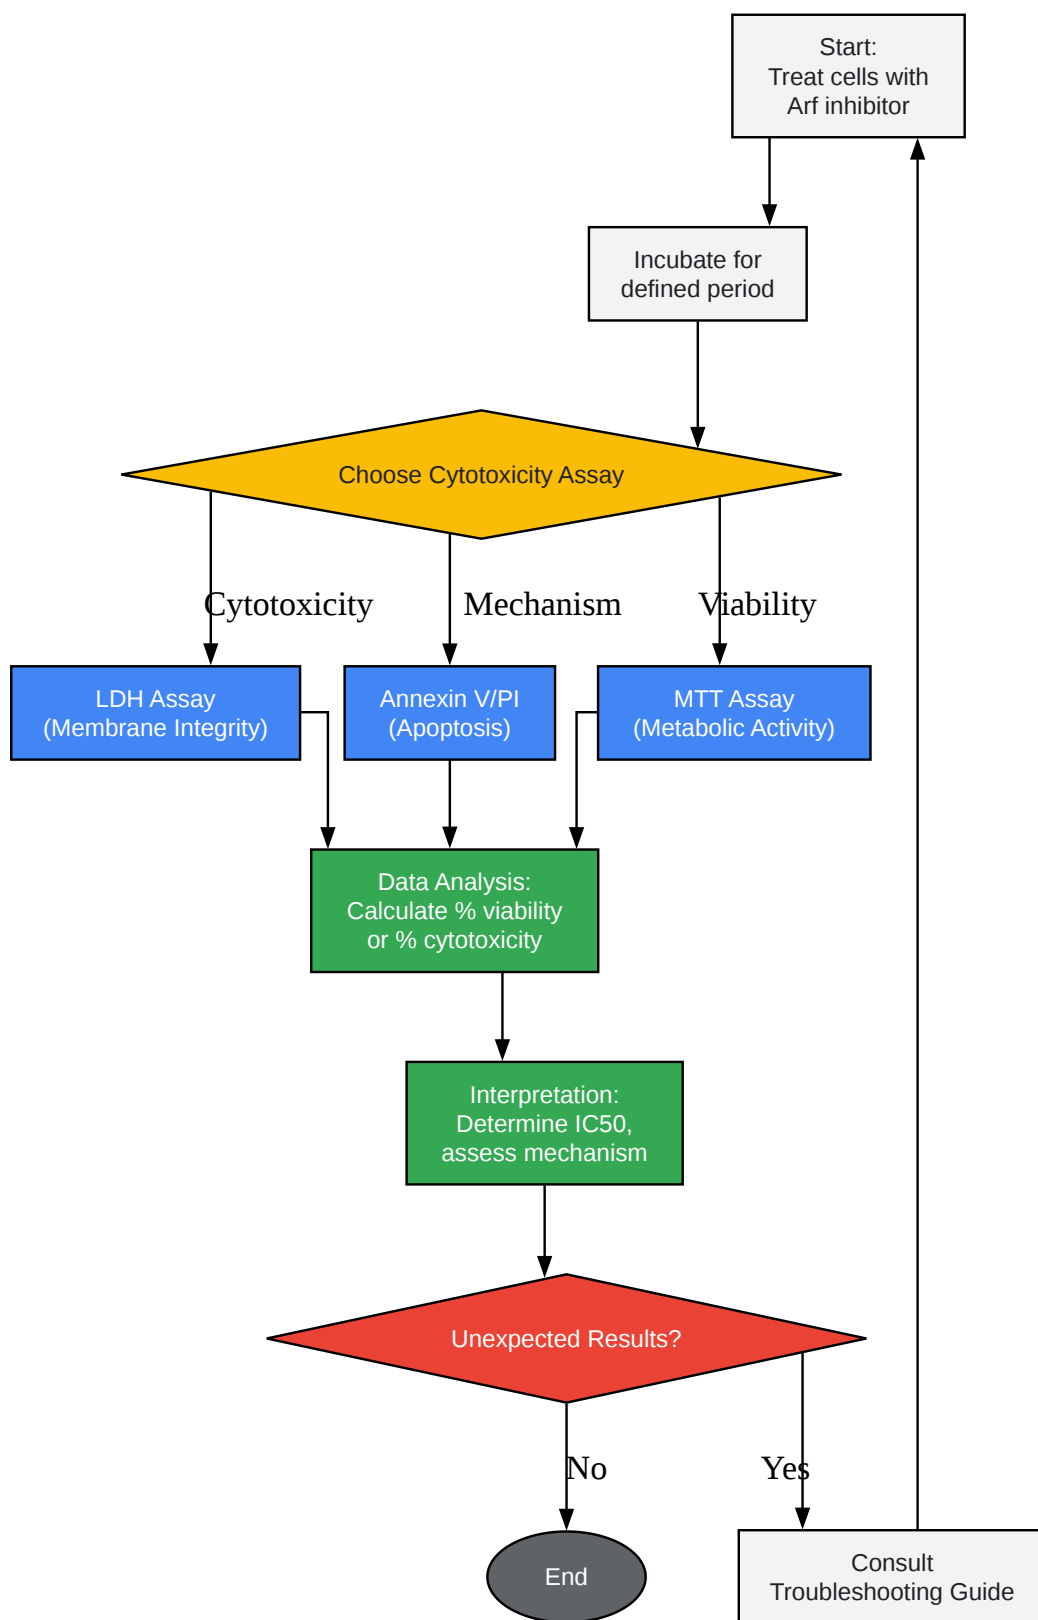 Start:
Treat cells with
Arf inhibitor
Incubate for
defined period
Choose Cytotoxicity Assay
Cytotoxicity
Mechanism
Viability
LDH Assay
(Membrane Integrity)
Annexin V/PI
(Apoptosis)
MTT Assay
(Metabolic Activity)
Data Analysis:
Calculate % viability
or % cytotoxicity
Interpretation:
Determine IC50,
assess mechanism
Unexpected Results?
No
Yes
End
Consult
Troubleshooting Guide